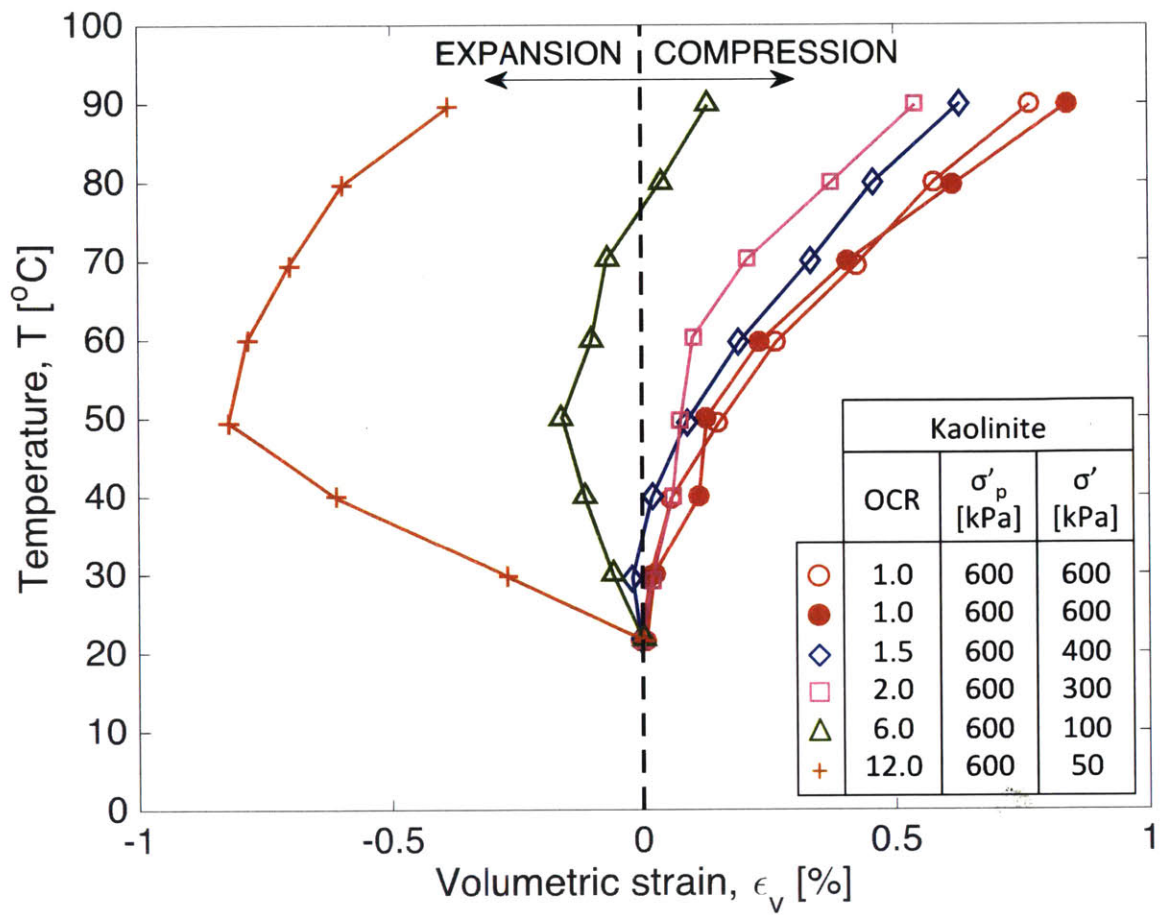 EXPANSION COMPRESSION
100
90
80
70
60
50
40
30
20
10
0
Temperature, T [°C]
-1 -0.5 0 0.5 1
Volumetric strain, ϵv [%]
Kaolinite
OCR σ'p [kPa] σ' [kPa]
1.0 600 600
1.0 600 600
1.5 600 400
2.0 600 300
6.0 600 100
12.0 600 50